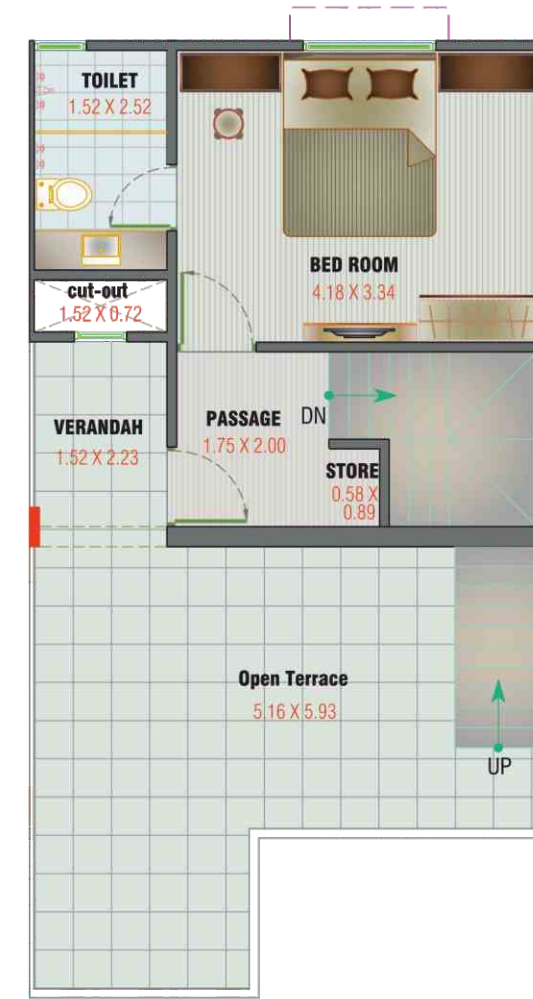 TOILET
1.52 X 2.52
BED ROOM
4.18 X 3.34
cut-out
1.52 X 0.72
VERANDAH
1.52 X 2.23
PASSAGE
1.75 X 2.00
DN
STORE
0.58 X
0.89
Open Terrace
5.16 X 5.93
UP